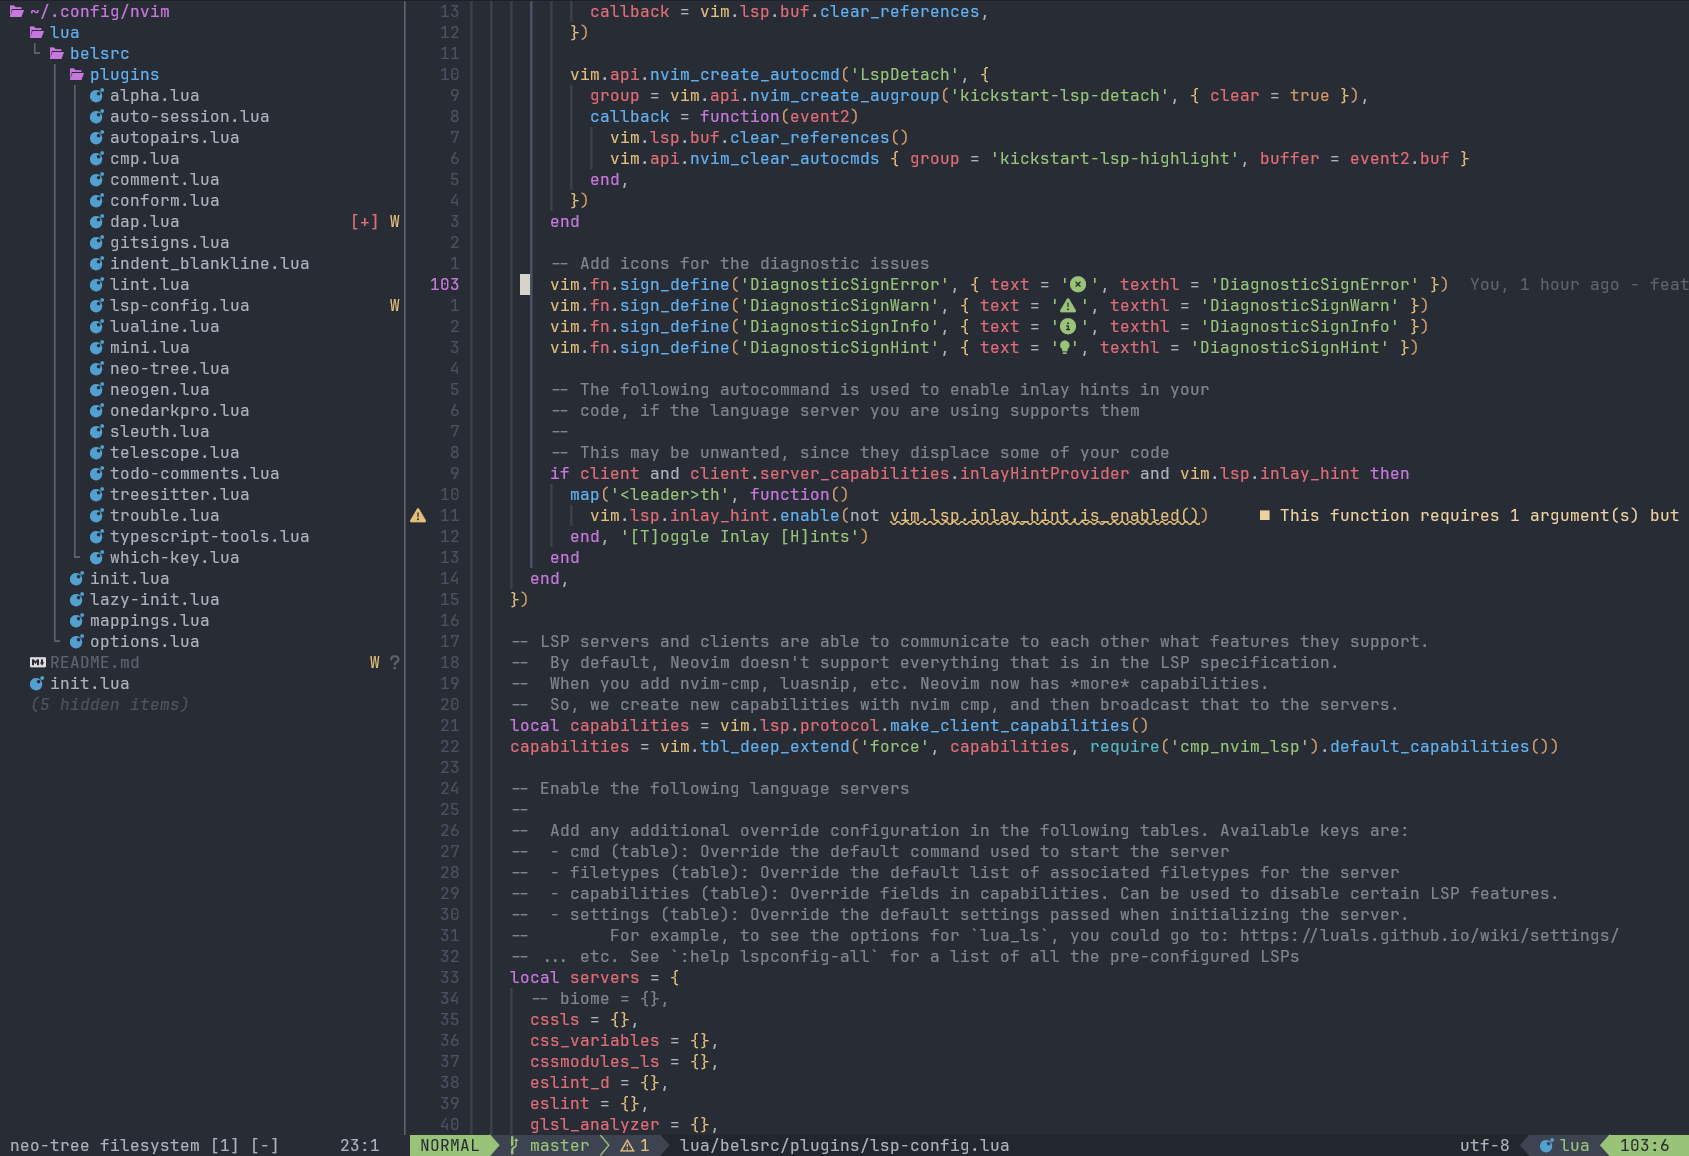 ~/.config/nvim
lua
belsrc
plugins
alpha.lua
auto-session.lua
autopairs.lua
cmp.lua
comment.lua
conform.lua
dap.lua [+] W
gitsigns.lua
indent_blankline.lua
lint.lua
lsp-config.lua W
lualine.lua
mini.lua
neo-tree.lua
neogen.lua
onedarkpro.lua
sleuth.lua
telescope.lua
todo-comments.lua
treesitter.lua
trouble.lua
typescript-tools.lua
which-key.lua
init.lua
lazy-init.lua
mappings.lua
options.lua
README.md W ?
init.lua
(5 hidden items)
13 callback = vim.lsp.buf.clear_references,
12 })
11
10 vim.api.nvim_create_autocmd('LspDetach', {
9 group = vim.api.nvim_create_augroup('kickstart-lsp-detach', { clear = true }),
8 callback = function(event2)
7 vim.lsp.buf.clear_references()
6 vim.api.nvim_clear_autocmds { group = 'kickstart-lsp-highlight', buffer = event2.buf }
5 end,
4 })
3 end
2
1 -- Add icons for the diagnostic issues
103 vim.fn.sign_define('DiagnosticSignError', { text = ' ', texthl = 'DiagnosticSignError' }) You, 1 hour ago - feat
1 vim.fn.sign_define('DiagnosticSignWarn', { text = ' ', texthl = 'DiagnosticSignWarn' })
2 vim.fn.sign_define('DiagnosticSignInfo', { text = ' ', texthl = 'DiagnosticSignInfo' })
3 vim.fn.sign_define('DiagnosticSignHint', { text = '', texthl = 'DiagnosticSignHint' })
4
5 -- The following autocommand is used to enable inlay hints in your
6 -- code, if the language server you are using supports them
7 --
8 -- This may be unwanted, since they displace some of your code
9 if client and client.server_capabilities.inlayHintProvider and vim.lsp.inlay_hint then
10 map('<leader>th', function()
11 vim.lsp.inlay_hint.enable(not vim.lsp.inlay_hint.is_enabled()) ■ This function requires 1 argument(s) but
12 end, '[T]oggle Inlay [H]ints')
13 end
14 end,
15 })
16
17 -- LSP servers and clients are able to communicate to each other what features they support.
18 -- By default, Neovim doesn't support everything that is in the LSP specification.
19 -- When you add nvim-cmp, luasnip, etc. Neovim now has *more* capabilities.
20 -- So, we create new capabilities with nvim cmp, and then broadcast that to the servers.
21 local capabilities = vim.lsp.protocol.make_client_capabilities()
22 capabilities = vim.tbl_deep_extend('force', capabilities, require('cmp_nvim_lsp').default_capabilities())
23
24 -- Enable the following language servers
25 --
26 -- Add any additional override configuration in the following tables. Available keys are:
27 -- - cmd (table): Override the default command used to start the server
28 -- - filetypes (table): Override the default list of associated filetypes for the server
29 -- - capabilities (table): Override fields in capabilities. Can be used to disable certain LSP features.
30 -- - settings (table): Override the default settings passed when initializing the server.
31 -- For example, to see the options for `lua_ls`, you could go to: https://luals.github.io/wiki/settings/
32 -- ... etc. See `:help lspconfig-all` for a list of all the pre-configured LSPs
33 local servers = {
34 -- biome = {},
35 cssls = {},
36 css_variables = {},
37 cssmodules_ls = {},
38 eslint_d = {},
39 eslint = {},
40 glsl_analyzer = {},
neo-tree filesystem [1] [-] 23:1
NORMAL master 1 lua/belsrc/plugins/lsp-config.lua utf-8 lua 103:6